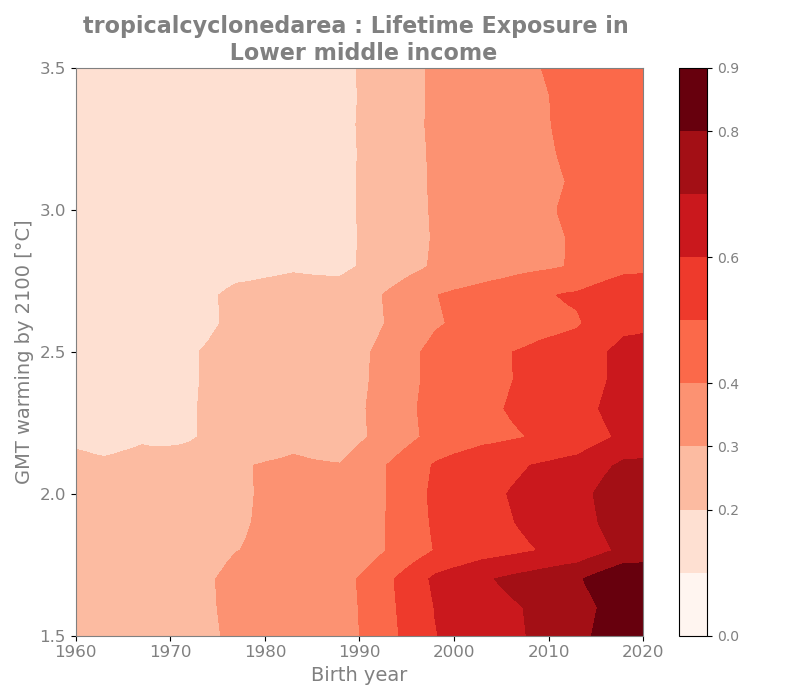 tropicalcyclonedarea : Lifetime Exposure in
Lower middle income
3.5
3.0
2.5
2.0
1.5
GMT warming by 2100 [°C]
1960 1970 1980 1990 2000 2010 2020
Birth year
0.9
0.8
0.6
0.4
0.3
0.2
0.0